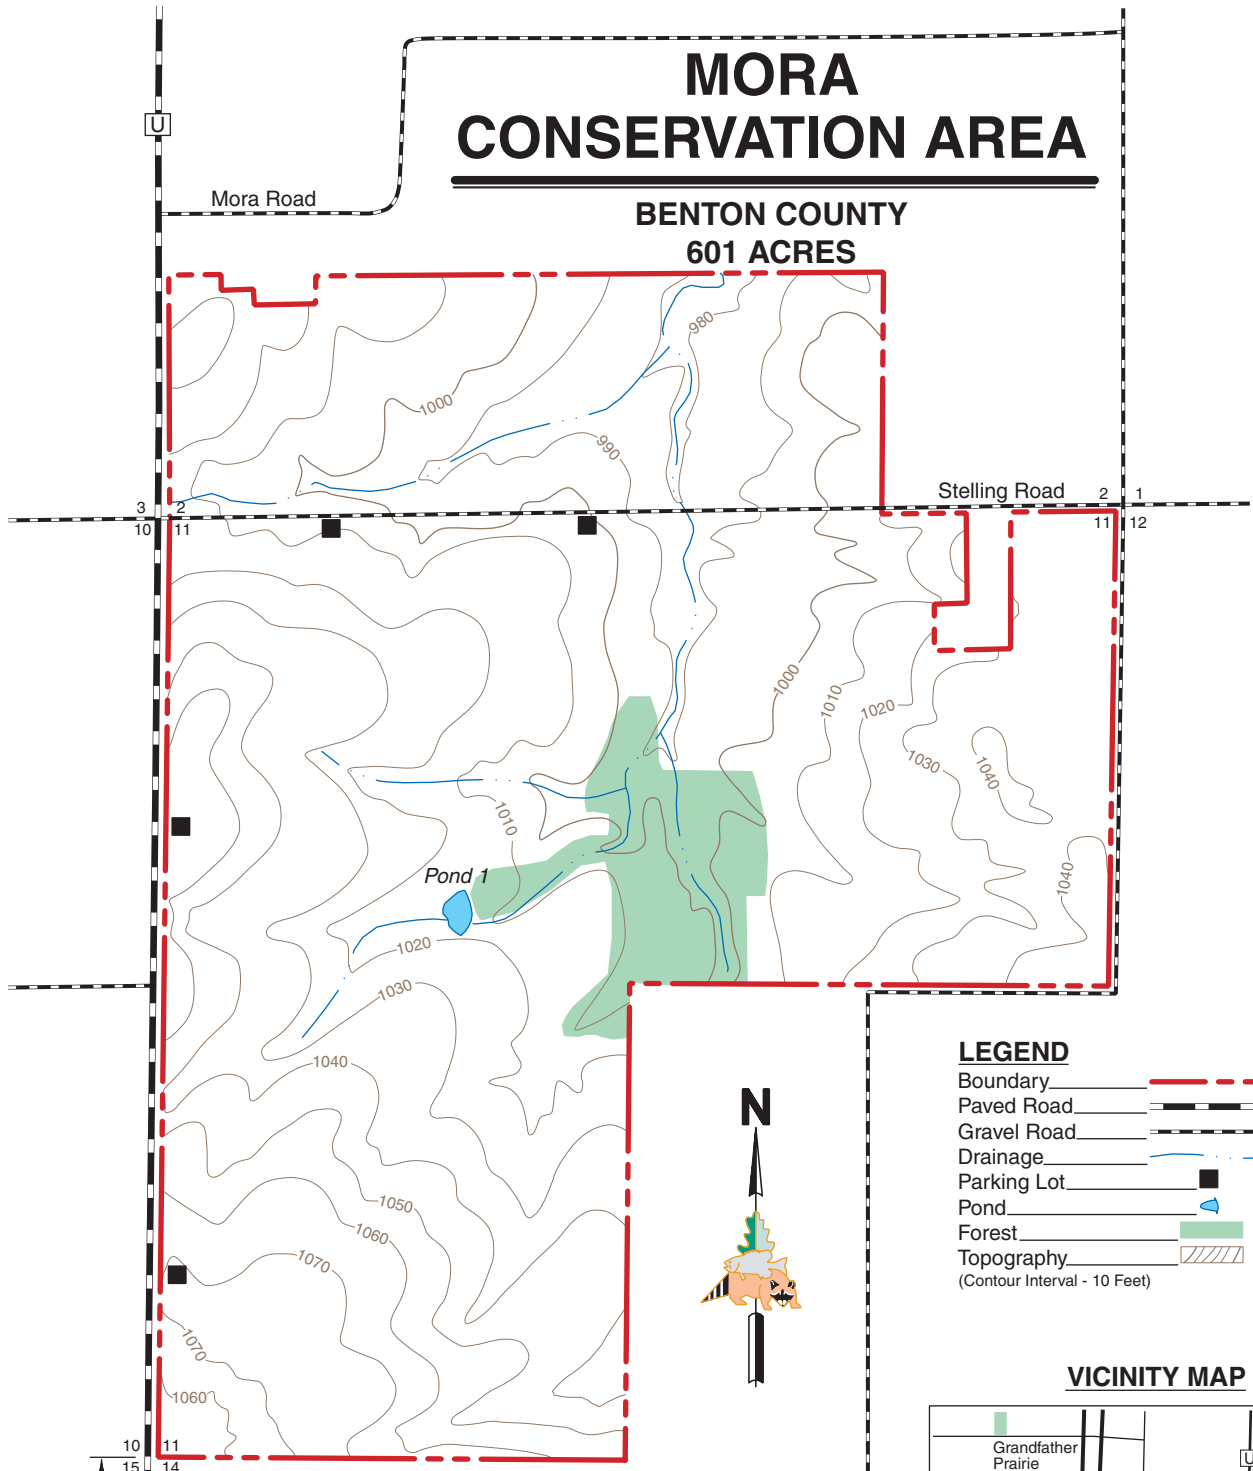 MORA
CONSERVATION AREA
BENTON COUNTY
601 ACRES
U
Mora Road
980
1000
990
Stelling Road
3 2
10 11
2 1
11 12
1000
1010
1020
1030
1040
1010
1040
Pond 1
1020
1030
1040
1050
1060
1070
1070
1060
10 11
15 14
N
LEGEND
Boundary
Paved Road
Gravel Road
Drainage
Parking Lot
Pond
Forest
Topography
(Contour Interval - 10 Feet)
VICINITY MAP
Grandfather
Prairie
U